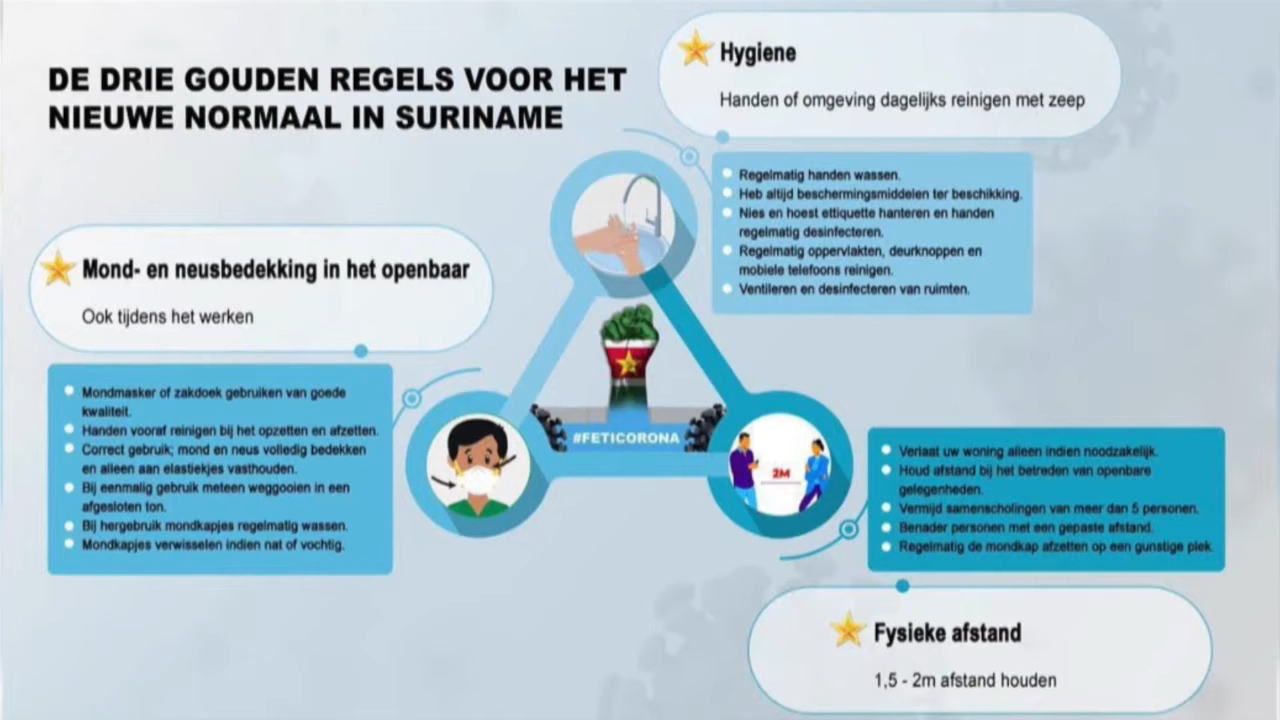 DE DRIE GOUDEN REGELS VOOR HET
NIEUWE NORMAAL IN SURINAME
Hygiene
Handen of omgeving dagelijks reinigen met zeep
Regelmatig handen wassen.
Heb altijd beschermingsmiddelen ter beschikking.
Nies en hoest ettiquette hanteren en handen
regelmatig desinfecteren.
Regelmatig oppervlakten, deurknoppen en
mobiele telefoons reinigen.
Ventileren en desinfecteren van ruimten.
Mond- en neusbedekking in het openbaar
Ook tijdens het werken
Mondmasker of zakdoek gebruiken van goede
kwaliteit.
Handen vooraf reinigen bij het opzetten en afzetten.
Correct gebruik; mond en neus volledig bedekken
en alleen aan elastiekjes vasthouden.
Bij eenmalig gebruik meteen weggooien in een
afgesloten ton.
Bij hergebruik mondkapjes regelmatig wassen.
Mondkapjes verwisselen indien nat of vochtig.
#FETICORONA
2M
Verlaat uw woning alleen indien noodzakelijk.
Houd afstand bij het betreden van openbare
gelegenheden.
Vermijd samenscholingen van meer dan 5 personen.
Benader personen met een gepaste afstand.
Regelmatig de mondkap afzetten op een gunstige plek.
Fysieke afstand
1,5 - 2m afstand houden